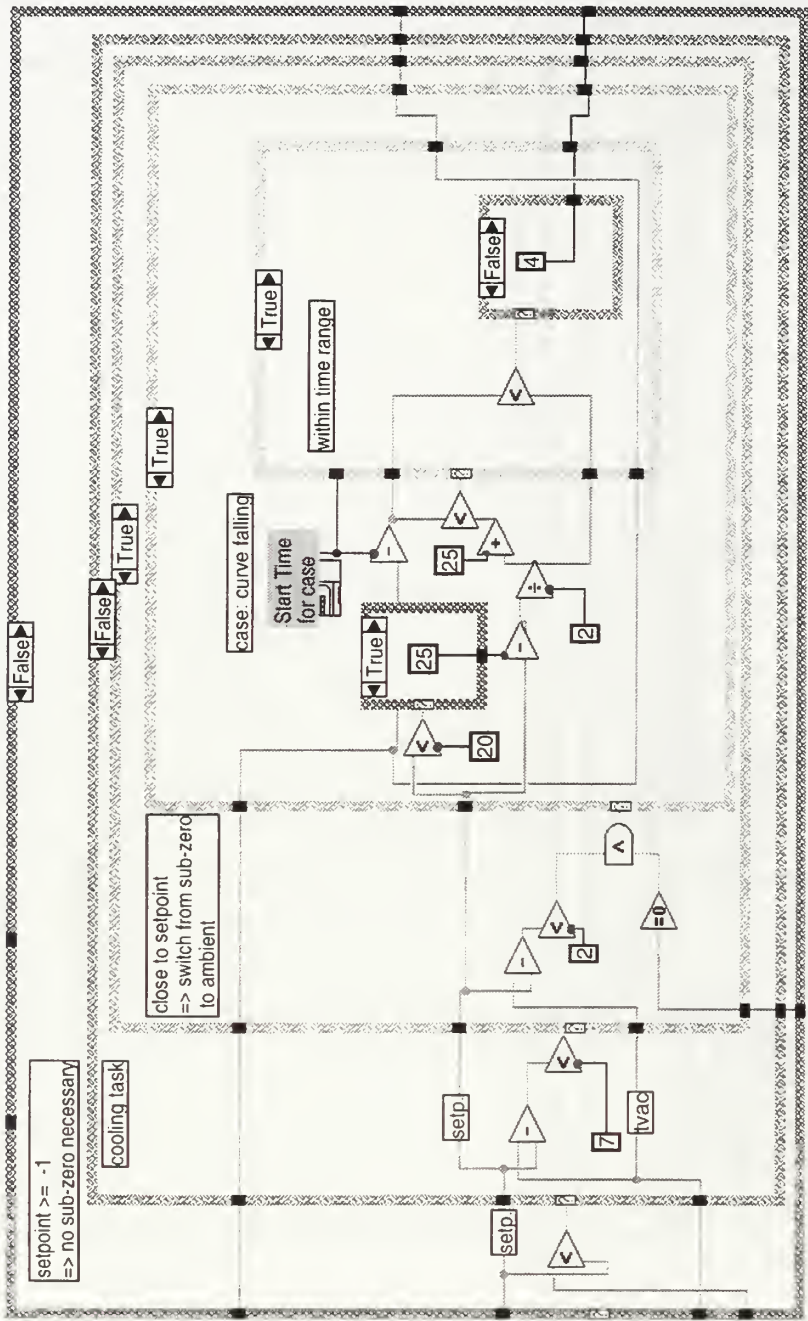 setpoint >= -1
=> no sub-zero necessary
False
cooling task
False
True
close to setpoint
=> switch from sub-zero
to ambient
True
case: curve falling
Start Time
for case
True
within time range
True
25
20
25
2
False
4
setp.
setp.
7
tvac
2
=0